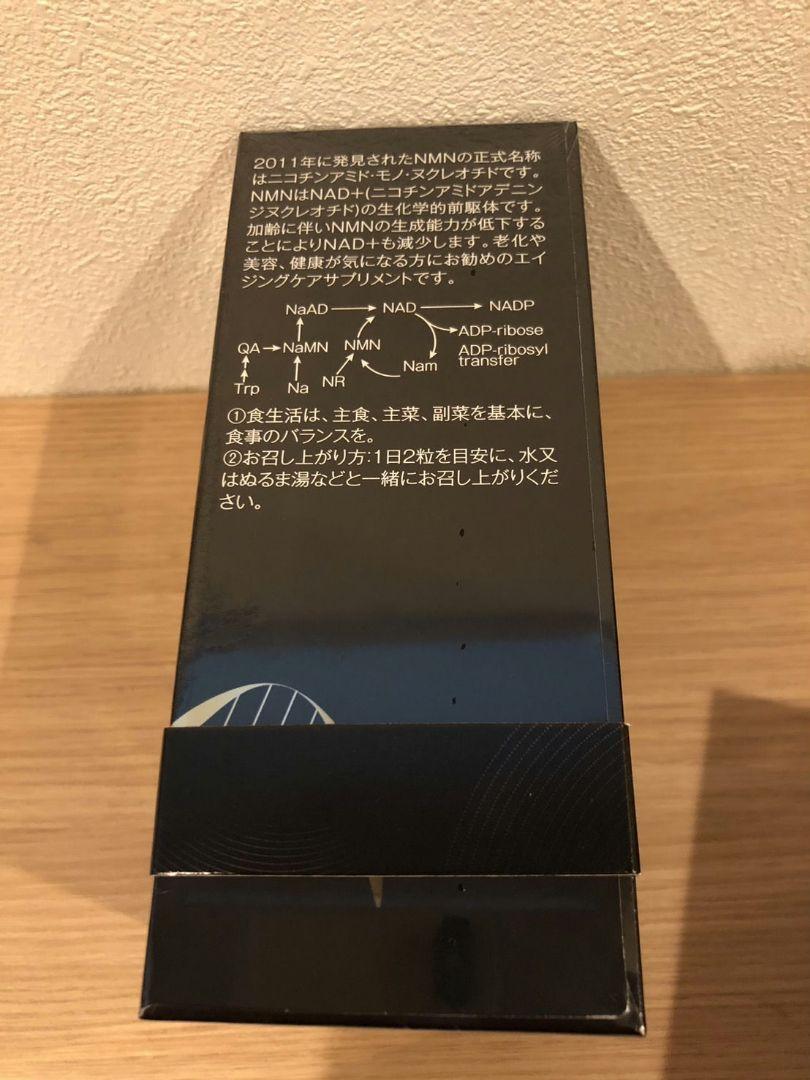 2011年に発見されたNMNの正式名称
はニコチンアミド・モノ・ヌクレオチドです。
NMNはNAD+(ニコチンアミドアデニン
ジヌクレオチド)の生化学的前駆体です。
加齢に伴いNMNの生成能力が低下する
ことによりNAD+も減少します。老化や
美容、健康が気になる方にお勧めのエイ
ジングケアサプリメントです。
NaAD NAD NADP
ADP-ribose
QA NaMN NMN ADP-ribosyl
transfer
Nam
Trp Na NR
①食生活は、主食、主菜、副菜を基本に、
食事のバランスを。
②お召し上がり方:1日2粒を目安に、水又
はぬるま湯などと一緒にお召し上がりくだ
さい。